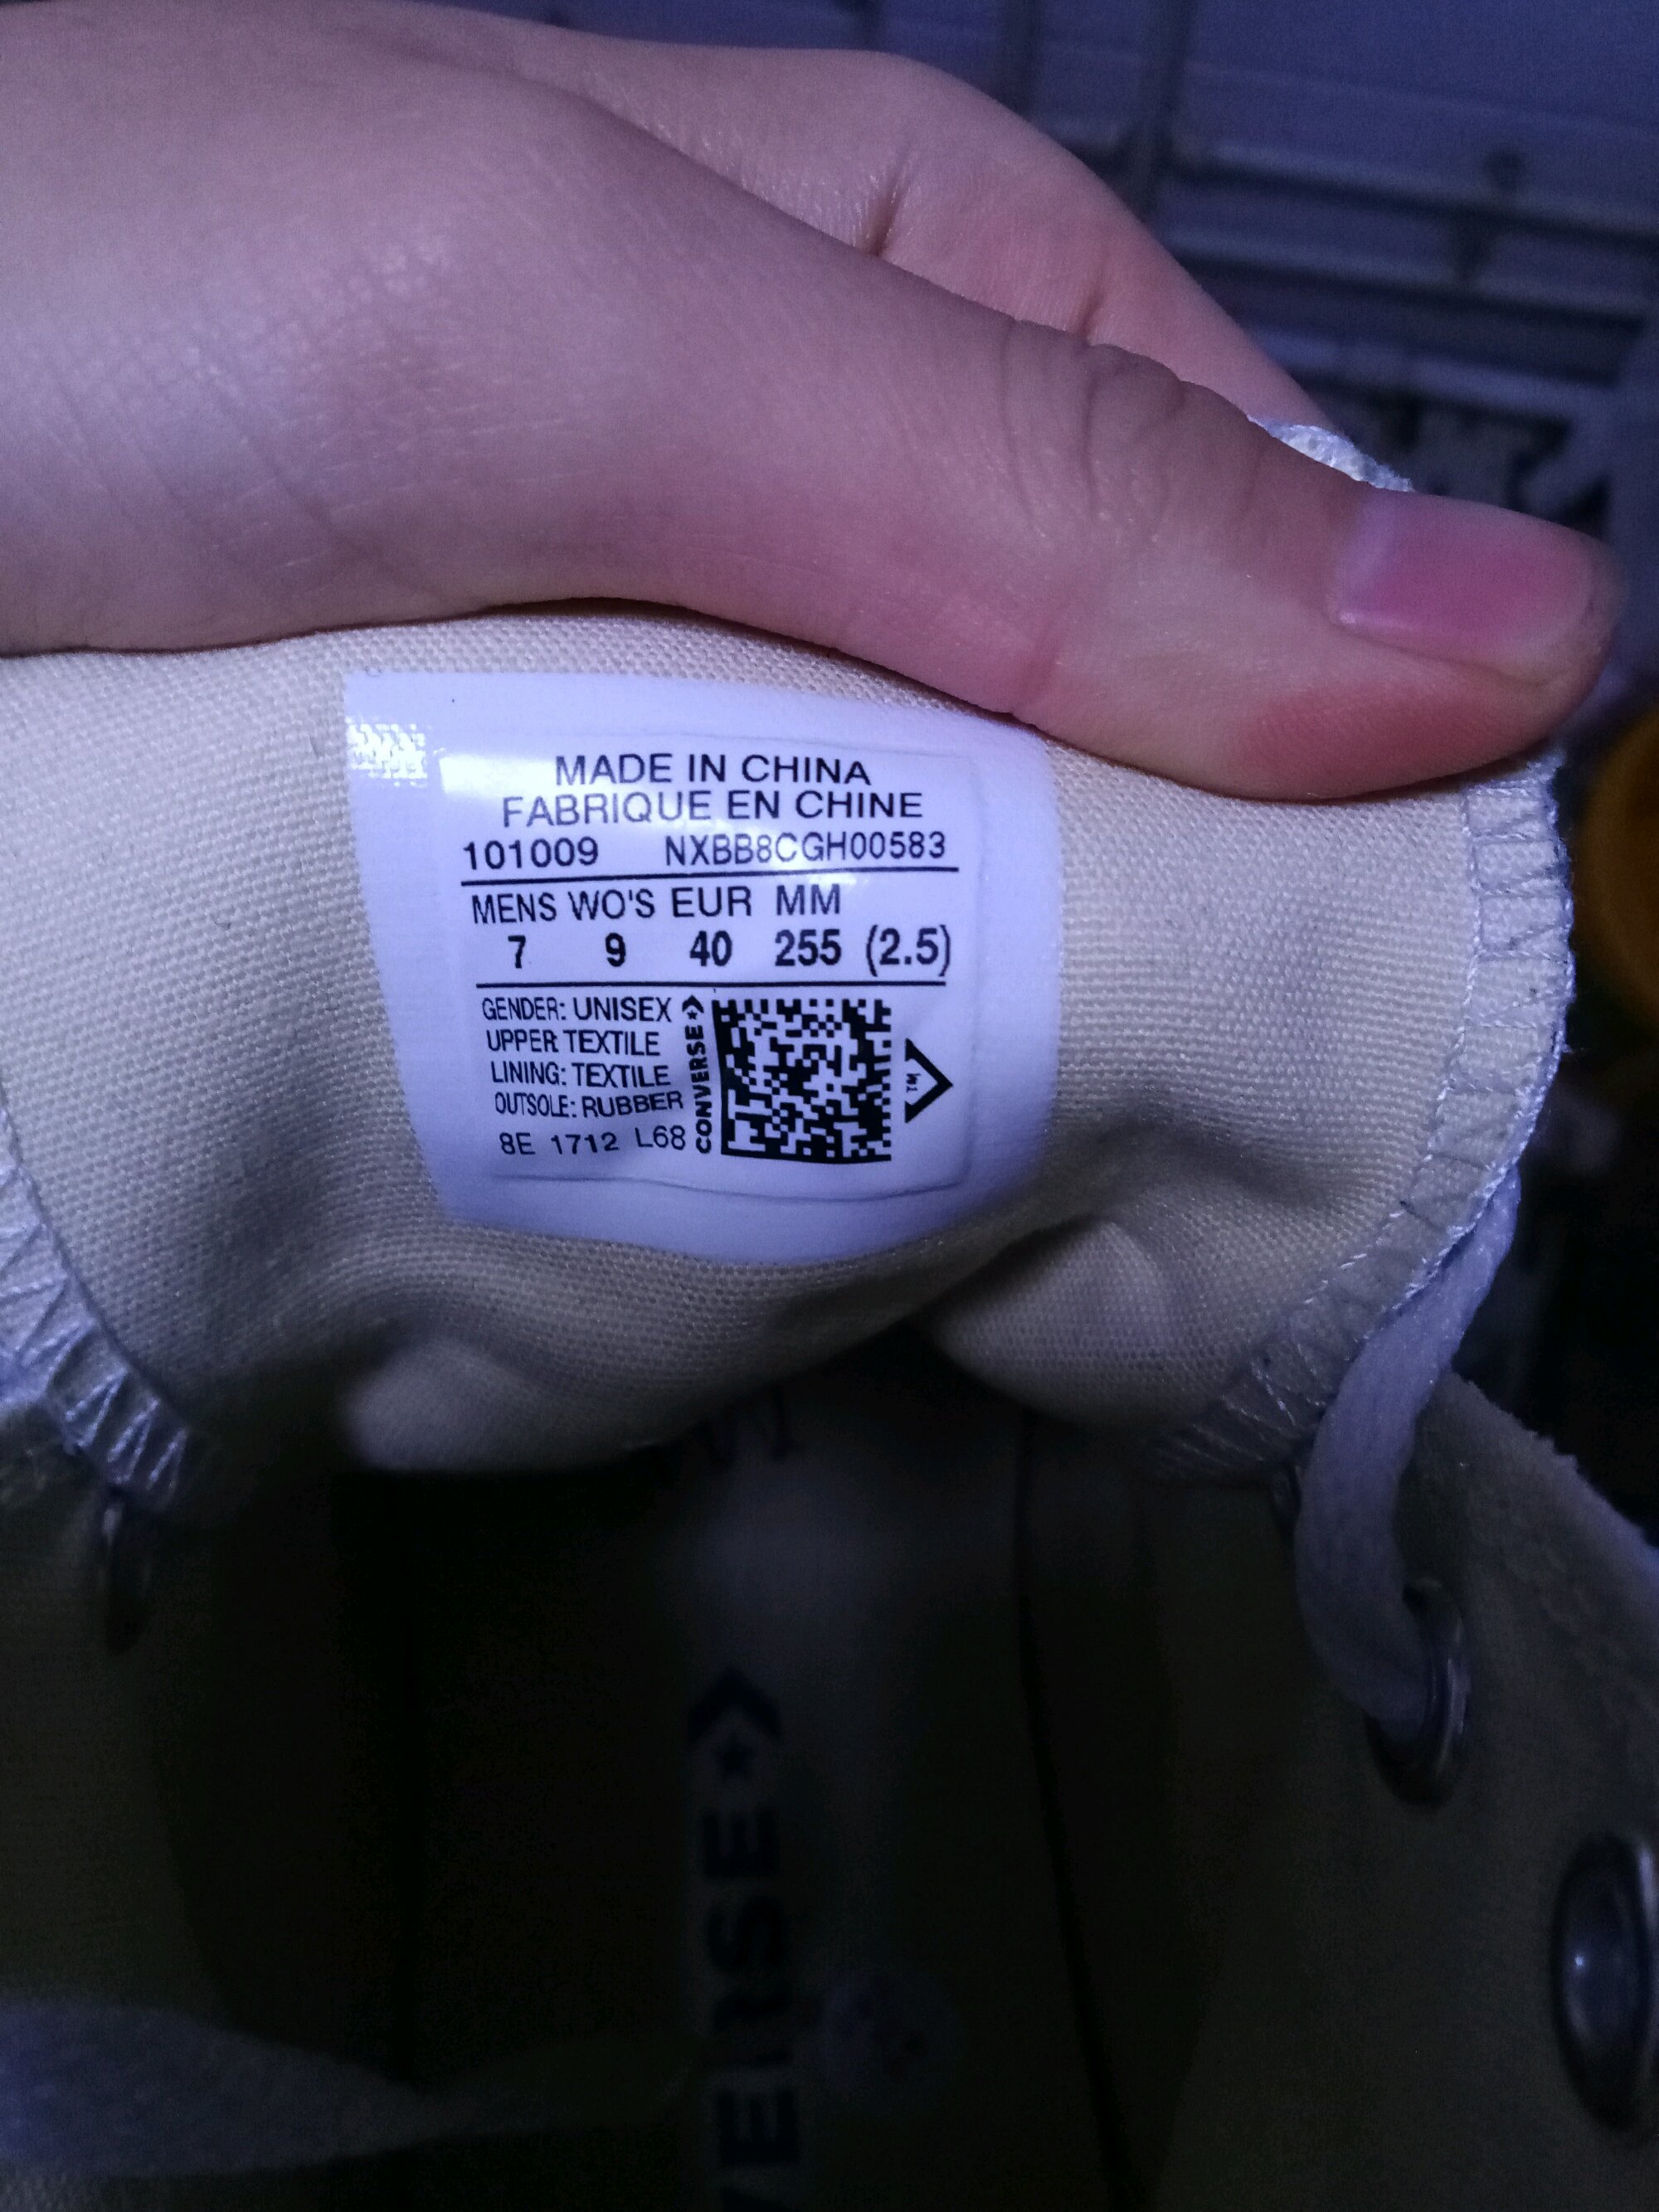 MADE IN CHINA
FABRIQUE EN CHINE
101009 NXBB8CGH00583
MENS WO'S EUR MM
7 9 40 255 (2.5)
GENDER: UNISEX
UPPER: TEXTILE
LINING: TEXTILE
OUTSOLE: RUBBER
8E 1712 L68
CONVERSE